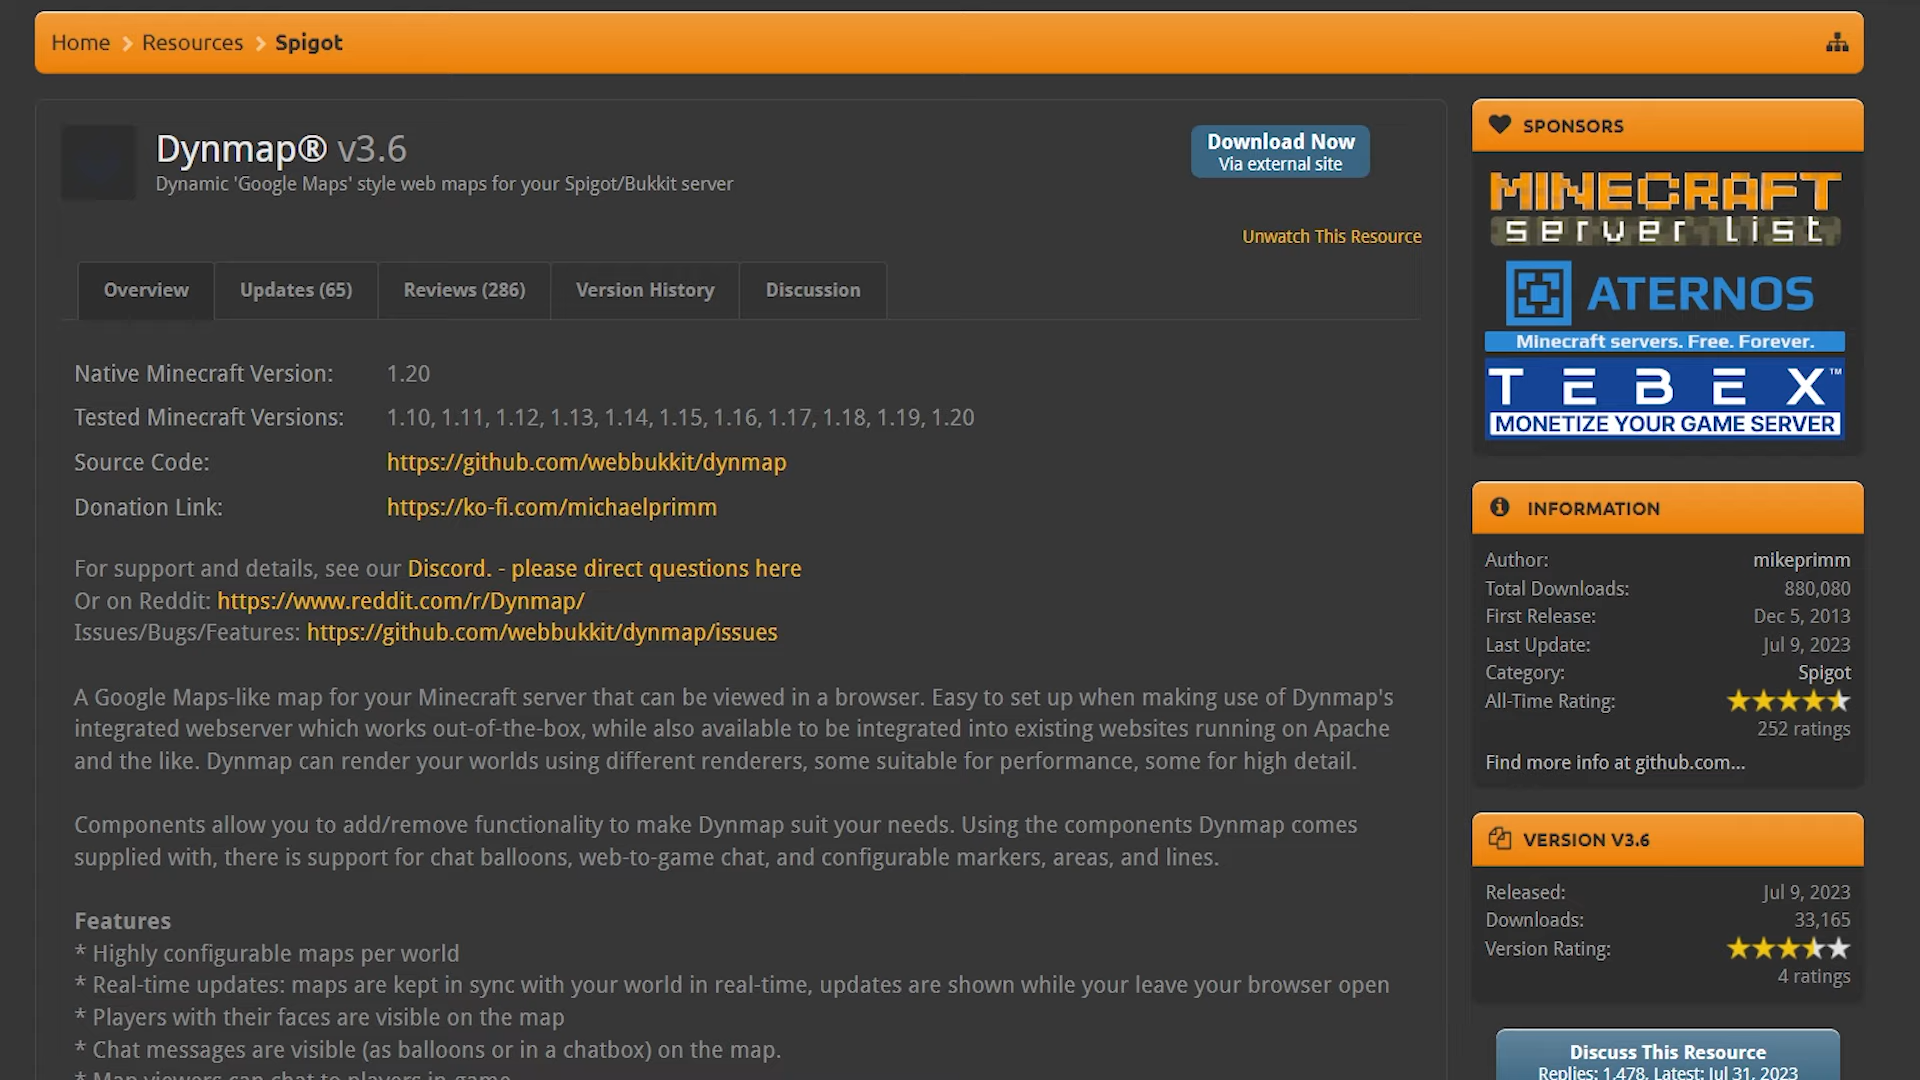 Home > Resources > Spigot
Dynmap® v3.6
Dynamic 'Google Maps' style web maps for your Spigot/Bukkit server
Download Now
Via external site
Unwatch This Resource
Overview
Updates (65)
Reviews (286)
Version History
Discussion
Native Minecraft Version: 1.20
Tested Minecraft Versions: 1.10, 1.11, 1.12, 1.13, 1.14, 1.15, 1.16, 1.17, 1.18, 1.19, 1.20
Source Code: https://github.com/webbukkit/dynmap
Donation Link: https://ko-fi.com/michaelprimm
For support and details, see our Discord. - please direct questions here
Or on Reddit: https://www.reddit.com/r/Dynmap/
Issues/Bugs/Features: https://github.com/webbukkit/dynmap/issues
A Google Maps-like map for your Minecraft server that can be viewed in a browser. Easy to set up when making use of Dynmap's
integrated webserver which works out-of-the-box, while also available to be integrated into existing websites running on Apache
and the like. Dynmap can render your worlds using different renderers, some suitable for performance, some for high detail.
Components allow you to add/remove functionality to make Dynmap suit your needs. Using the components Dynmap comes
supplied with, there is support for chat balloons, web-to-game chat, and configurable markers, areas, and lines.
Features
* Highly configurable maps per world
* Real-time updates: maps are kept in sync with your world in real-time, updates are shown while your leave your browser open
* Players with their faces are visible on the map
* Chat messages are visible (as balloons or in a chatbox) on the map.
* Map viewers can chat to players in-game
SPONSORS
MINECRAFT
server list
ATERNOS
Minecraft servers. Free. Forever.
TEBEX™
MONETIZE YOUR GAME SERVER
INFORMATION
Author: mikeprimm
Total Downloads: 880,080
First Release: Dec 5, 2013
Last Update: Jul 9, 2023
Category: Spigot
All-Time Rating:
252 ratings
Find more info at github.com...
VERSION V3.6
Released: Jul 9, 2023
Downloads: 33,165
Version Rating:
4 ratings
Discuss This Resource
Replies: 1,478, Latest: Jul 31, 2023